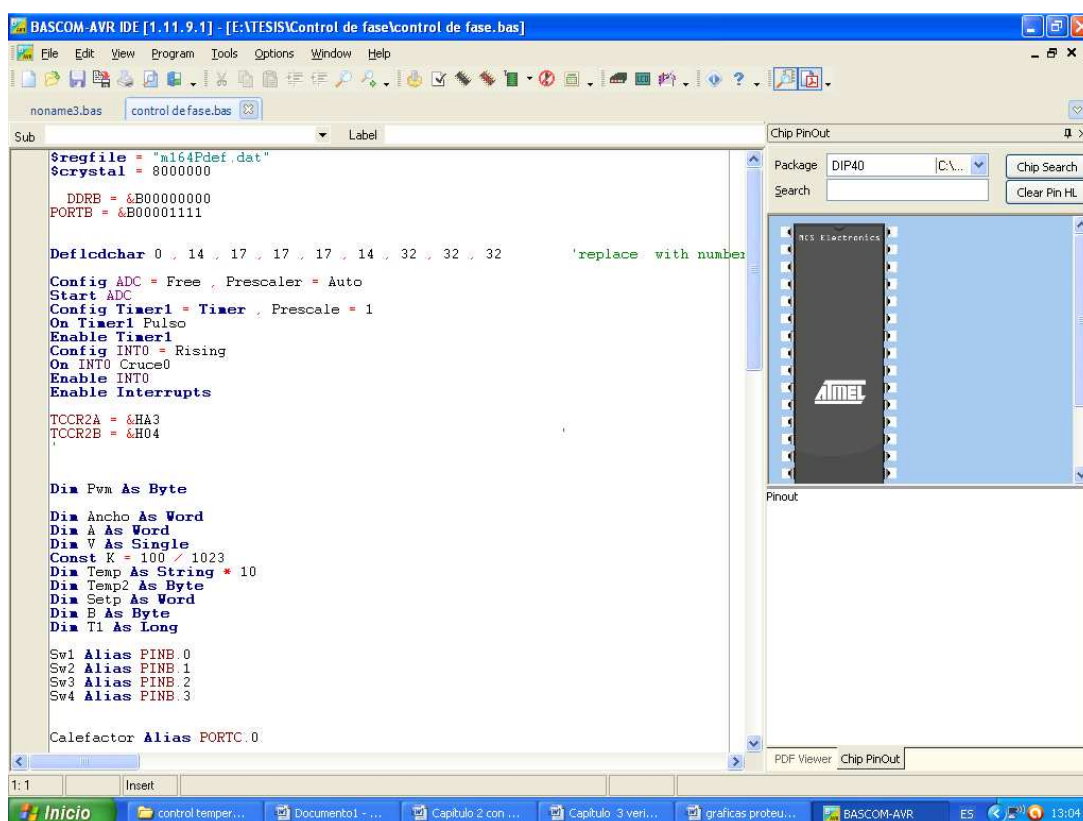 BASCOM-AVR IDE [1.11.9.1] - [E:\TESIS\Control de fase\control de fase.bas]
File Edit View Program Tools Options Window Help
noname3.bas control de fase.bas
Sub Label Chip PinOut
$regfile = "m164Pdef.dat"
$crystal = 8000000
DDRB = &B00000000
PORTB = &B00001111
Deflcdchar 0 , 14 , 17 , 17 , 17 , 14 , 32 , 32 , 32 'replace with number
Config ADC = Free , Prescaler = Auto
Start ADC
Config Timer1 = Timer , Prescale = 1
On Timer1 Pulso
Enable Timer1
Config INT0 = Rising
On INT0 Cruce0
Enable INT0
Enable Interrupts
TCCR2A = &HA3
TCCR2B = &H04 '
'
Dim Pwm As Byte
Dim Ancho As Word
Dim A As Word
Dim V As Single
Const K = 100 / 1023
Dim Temp As String * 10
Dim Temp2 As Byte
Dim Setp As Word
Dim B As Byte
Dim T1 As Long
Sw1 Alias PINB.0
Sw2 Alias PINB.1
Sw3 Alias PINB.2
Sw4 Alias PINB.3
Calefactor Alias PORTC.0
Package DIP40 C:\... Chip Search
Search Clear Pin HL
MCS Electronics
ATMEL
Pinout
PDF Viewer Chip PinOut
1: 1 Insert
Inicio control temper... Documento1 - ... Capitulo 2 con ... Capitulo 3 veri... graficas proteu... BASCOM-AVR ES 13:04